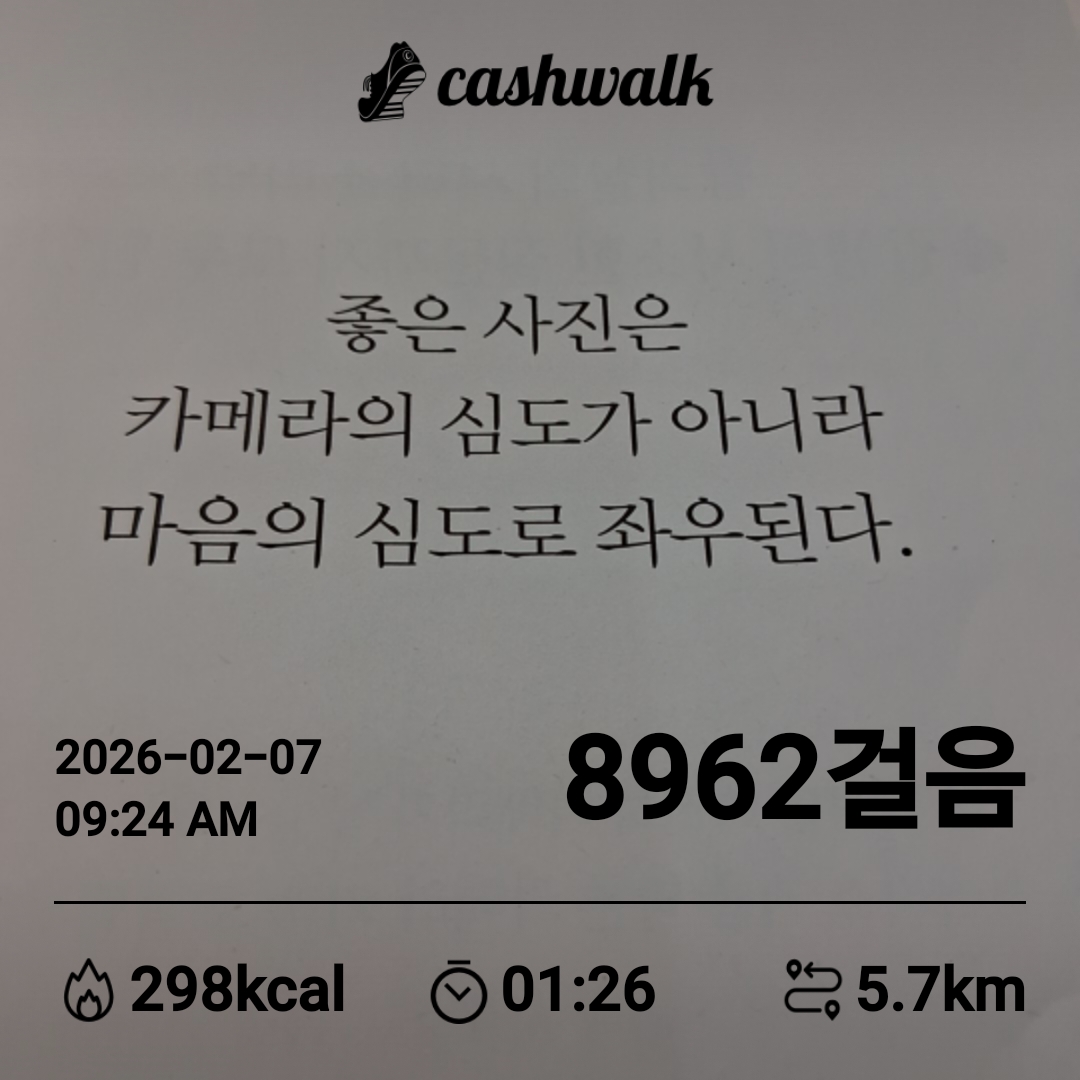 cashwalk
좋은 사진은
카메라의 심도가 아니라
마음의 심도로 좌우된다.
2026-02-07
09:24 AM
8962걸음
298kcal
01:26
5.7km